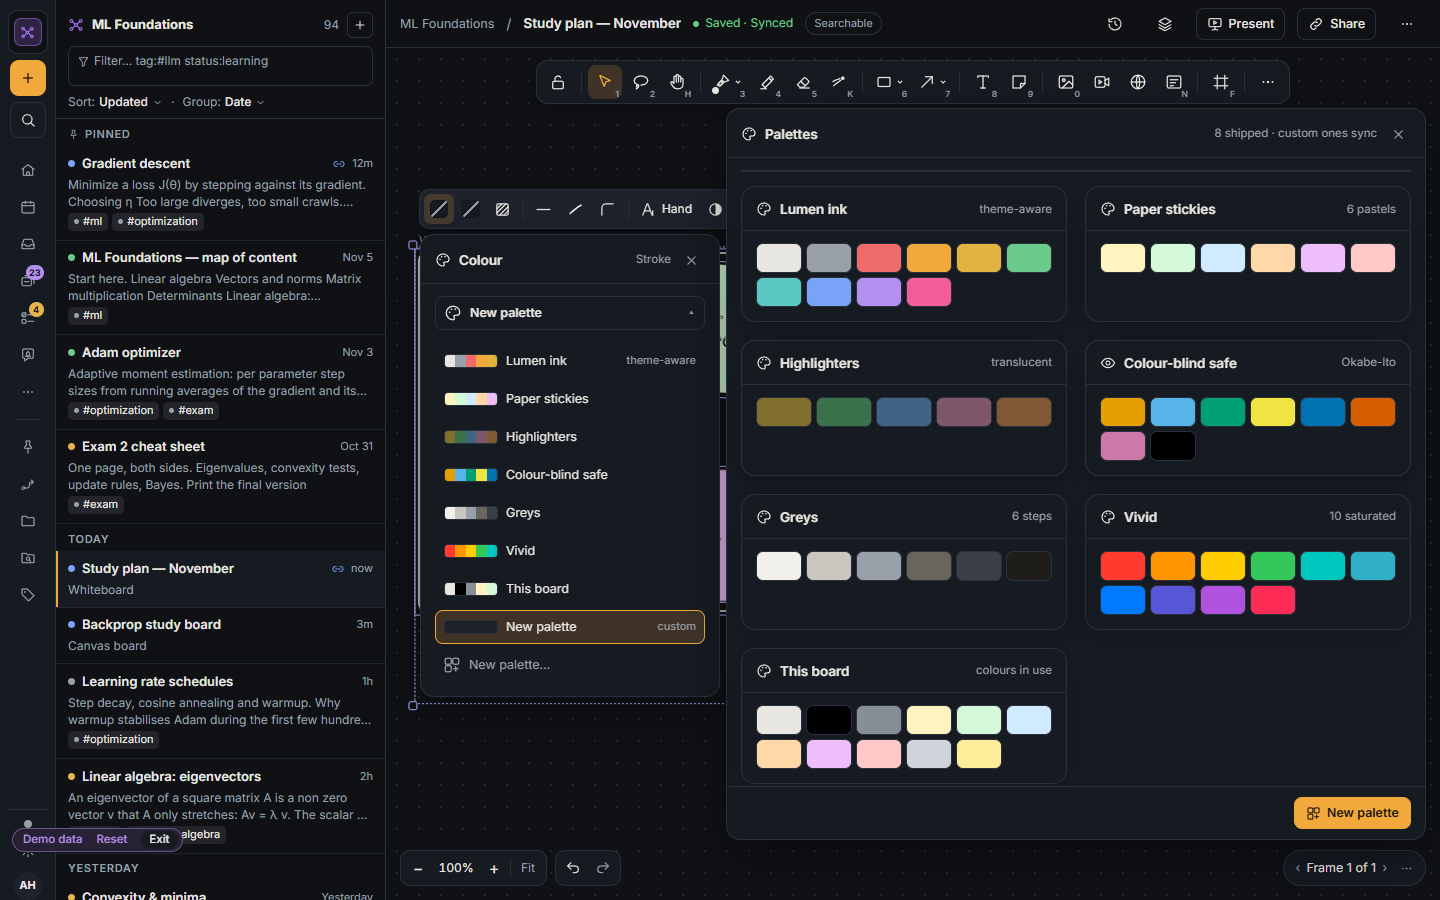 ML Foundations
94
Filter... tag:#llm status:learning
Sort: Updated · Group: Date
PINNED
Gradient descent
12m
Minimize a loss J(θ) by stepping against its gradient.
Choosing η Too large diverges, too small crawls....
#ml
#optimization
ML Foundations — map of content
Nov 5
Start here. Linear algebra Vectors and norms Matrix
multiplication Determinants Linear algebra:...
#ml
Adam optimizer
Nov 3
Adaptive moment estimation: per parameter step
sizes from running averages of the gradient and its...
#optimization
#exam
Exam 2 cheat sheet
Oct 31
One page, both sides. Eigenvalues, convexity tests,
update rules, Bayes. Print the final version
#exam
TODAY
Study plan — November
now
Whiteboard
Backprop study board
3m
Canvas board
Learning rate schedules
1h
Step decay, cosine annealing and warmup. Why
warmup stabilises Adam during the first few hundre...
#optimization
Linear algebra: eigenvectors
2h
An eigenvector of a square matrix A is a non zero
vector v that A only stretches: Av = λ v. The scalar ...
algebra
YESTERDAY
Convexity & minima
Yesterday
23
4
Demo data
Reset
Exit
AH
ML Foundations / Study plan — November
Saved · Synced
Searchable
Present
Share
1
2
H
3
4
5
K
6
7
8
9
0
N
F
Hand
Colour
Stroke
New palette
Lumen ink
theme-aware
Paper stickies
Highlighters
Colour-blind safe
Greys
Vivid
This board
New palette
custom
New palette...
Palettes
8 shipped · custom ones sync
Lumen ink
theme-aware
Paper stickies
6 pastels
Highlighters
translucent
Colour-blind safe
Okabe-Ito
Greys
6 steps
Vivid
10 saturated
This board
colours in use
New palette
− 100% +
Fit
Frame 1 of 1